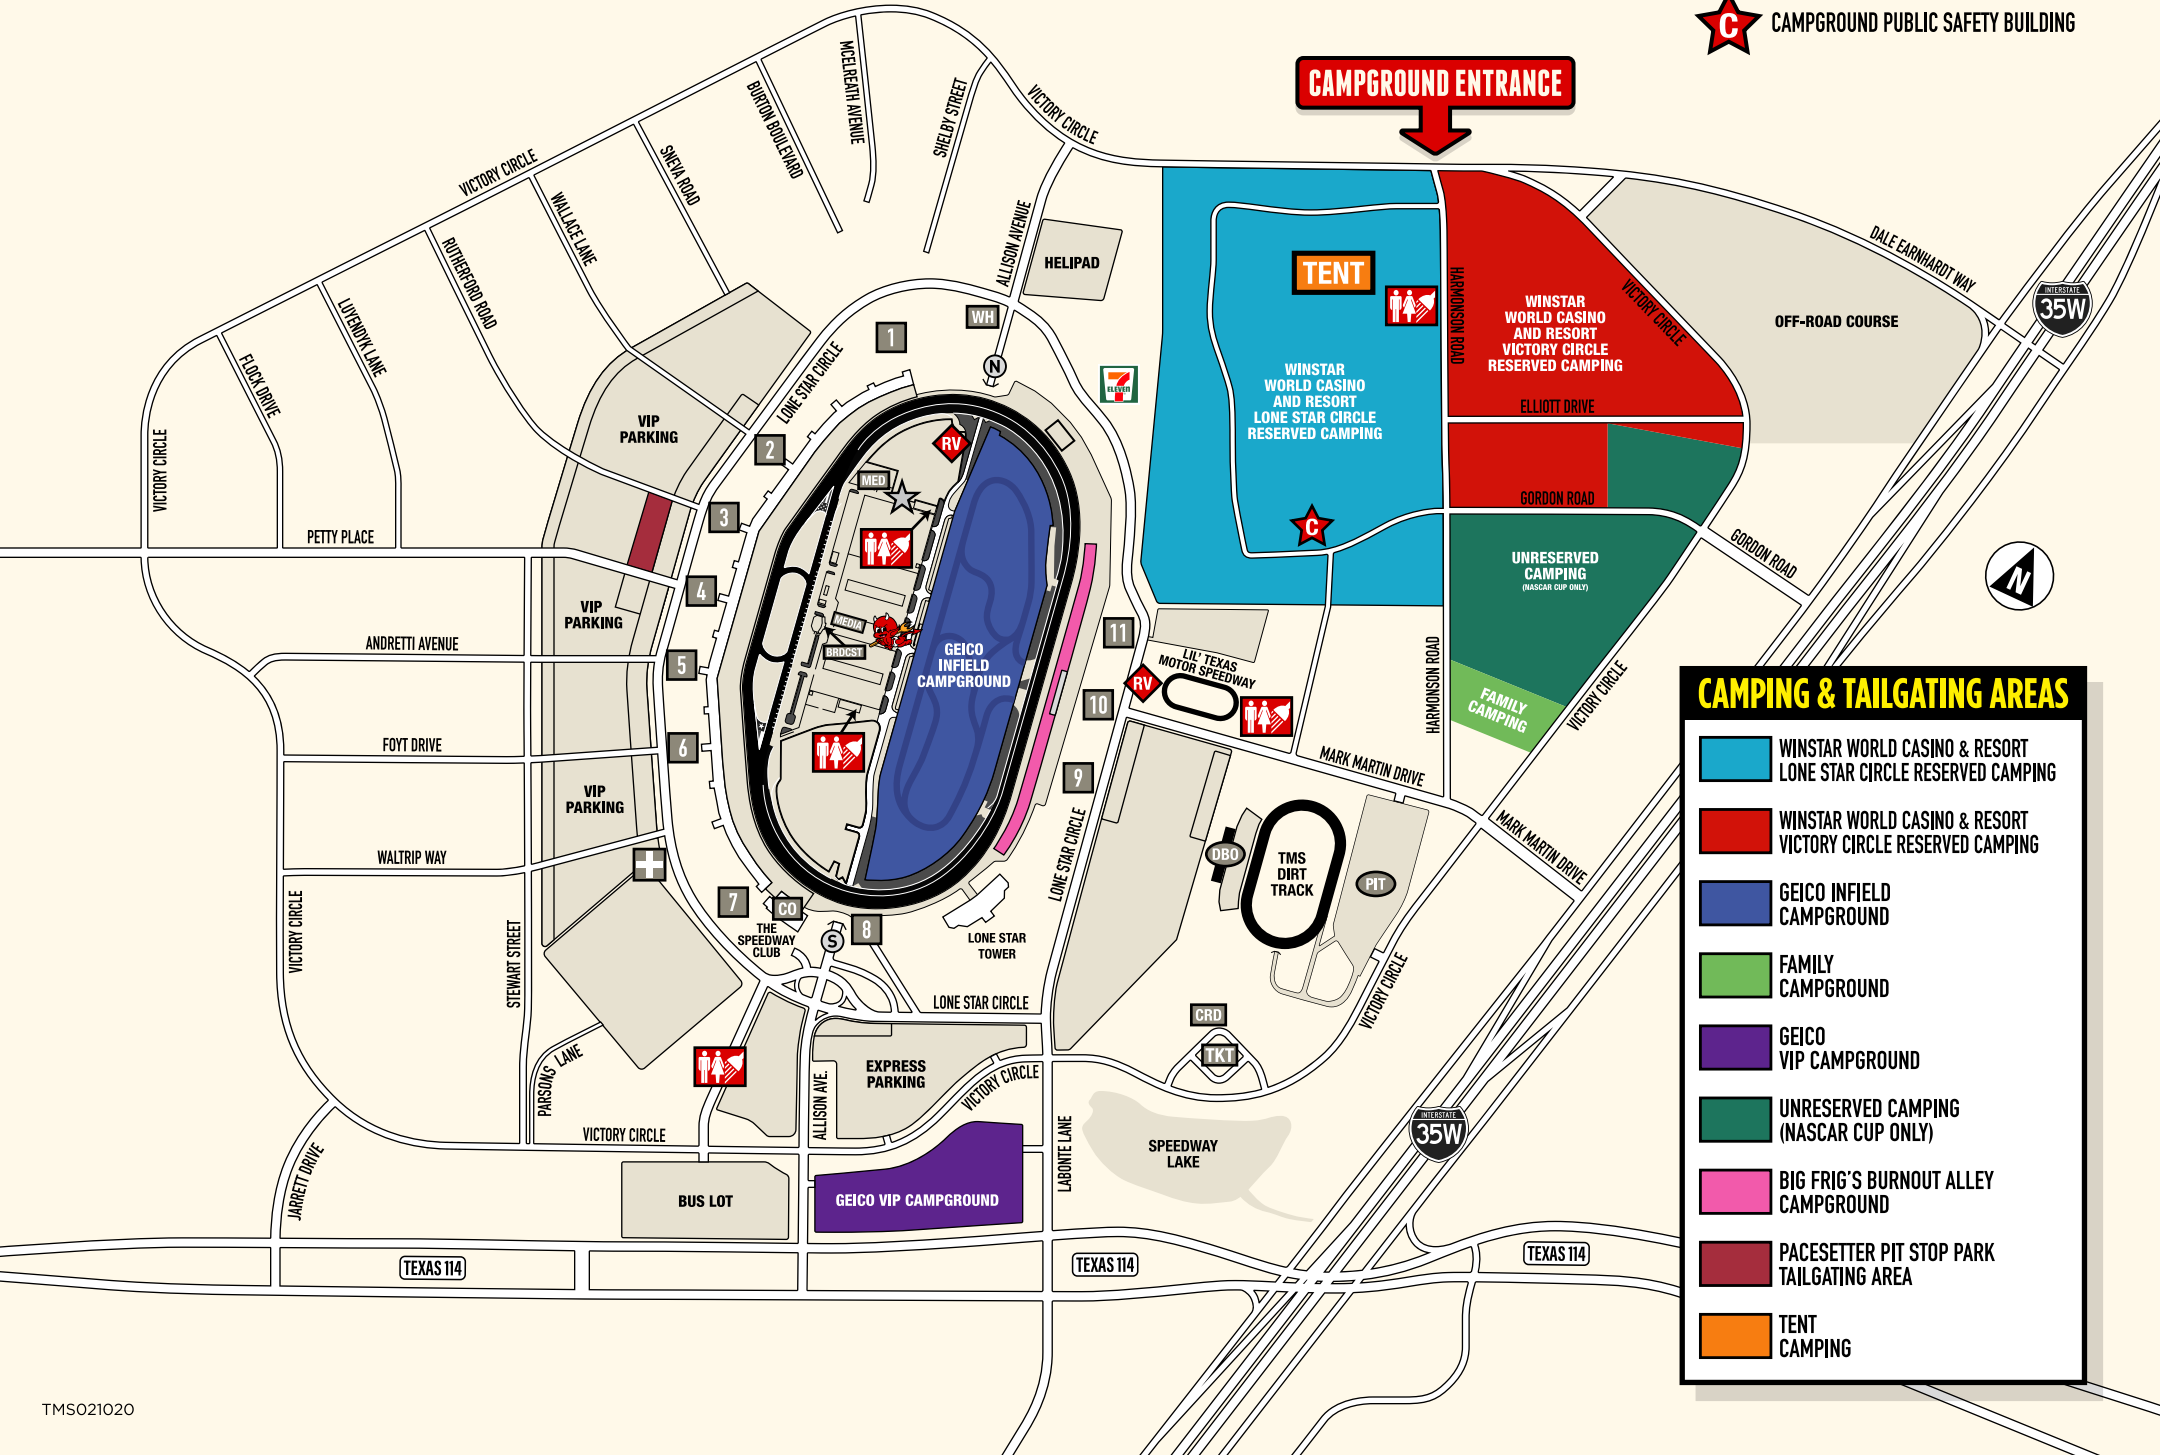 C
CAMPGROUND PUBLIC SAFETY BUILDING
CAMPGROUND ENTRANCE
MCELREATH AVENUE
BURTON BOULEVARD
SHELBY STREET
VICTORY CIRCLE
VICTORY CIRCLE
SNEVA ROAD
WALLACE LANE
RUTHERFORD ROAD
LUYENDYK LANE
FLOCK DRIVE
VICTORY CIRCLE
PETTY PLACE
ALLISON AVENUE
HELIPAD
WH
N
1
LONE STAR CIRCLE
VIP
PARKING
2
3
4
5
6
7
8
9
10
11
7
ELEVEN
TENT
WINSTAR
WORLD CASINO
AND RESORT
LONE STAR CIRCLE
RESERVED CAMPING
HARMONSON ROAD
WINSTAR
WORLD CASINO
AND RESORT
VICTORY CIRCLE
RESERVED CAMPING
VICTORY CIRCLE
OFF-ROAD COURSE
DALE EARNHARDT WAY
INTERSTATE
35W
ELLIOTT DRIVE
GORDON ROAD
GORDON ROAD
C
UNRESERVED
CAMPING
(NASCAR CUP ONLY)
FAMILY
CAMPING
VICTORY CIRCLE
HARMONSON ROAD
N
RV
MED
MEDIA
BRDCST
GEICO
INFIELD
CAMPGROUND
VIP
PARKING
ANDRETTI AVENUE
FOYT DRIVE
VIP
PARKING
WALTRIP WAY
VICTORY CIRCLE
STEWART STREET
LIL' TEXAS
MOTOR SPEEDWAY
RV
MARK MARTIN DRIVE
MARK MARTIN DRIVE
LONE STAR CIRCLE
DBO
TMS
DIRT
TRACK
PIT
CO
THE
SPEEDWAY
CLUB
S
LONE STAR
TOWER
LONE STAR CIRCLE
VICTORY CIRCLE
CRD
TKT
PARSONS LANE
EXPRESS
PARKING
ALLISON AVE.
VICTORY CIRCLE
VICTORY CIRCLE
LABONTE LANE
SPEEDWAY
LAKE
INTERSTATE
35W
JARRETT DRIVE
BUS LOT
GEICO VIP CAMPGROUND
TEXAS 114
TEXAS 114
TEXAS 114
CAMPING & TAILGATING AREAS
WINSTAR WORLD CASINO & RESORT
LONE STAR CIRCLE RESERVED CAMPING
WINSTAR WORLD CASINO & RESORT
VICTORY CIRCLE RESERVED CAMPING
GEICO INFIELD
CAMPGROUND
FAMILY
CAMPGROUND
GEICO
VIP CAMPGROUND
UNRESERVED CAMPING
(NASCAR CUP ONLY)
BIG FRIG'S BURNOUT ALLEY
CAMPGROUND
PACESETTER PIT STOP PARK
TAILGATING AREA
TENT
CAMPING
TMS021020